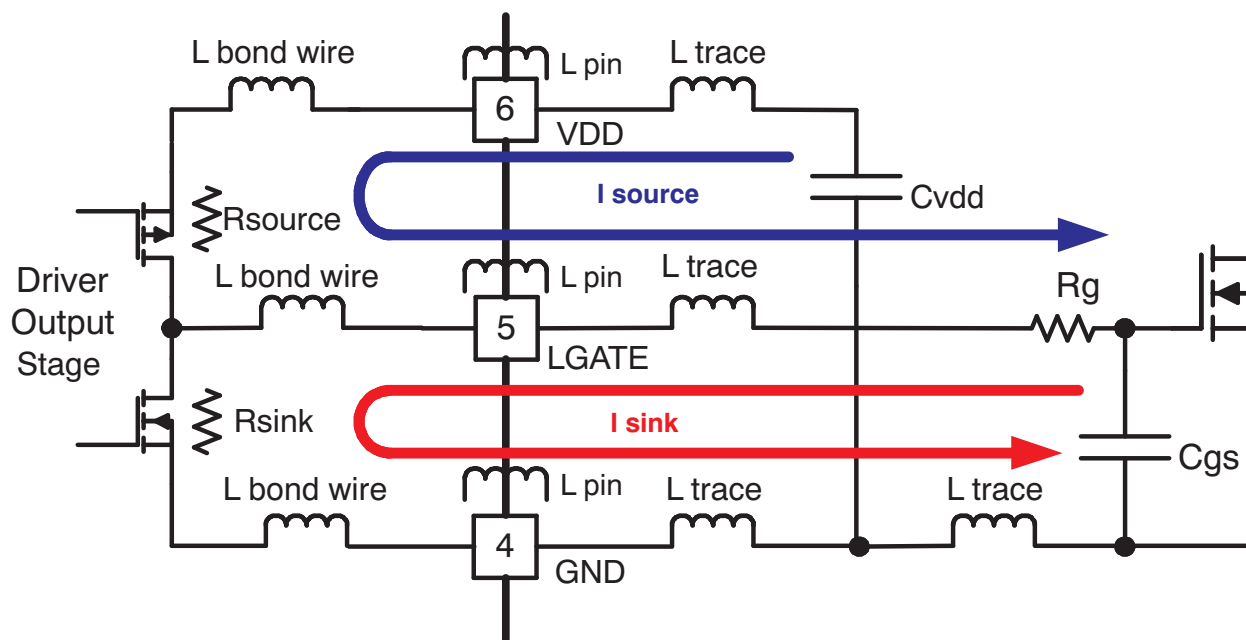 L bond wire
L pin
L trace
6
VDD
I source
Cvdd
Rsource
Driver
Output
Stage
L bond wire
L pin
L trace
Rg
5
LGATE
Rsink
I sink
Cgs
L bond wire
L pin
L trace
L trace
4
GND